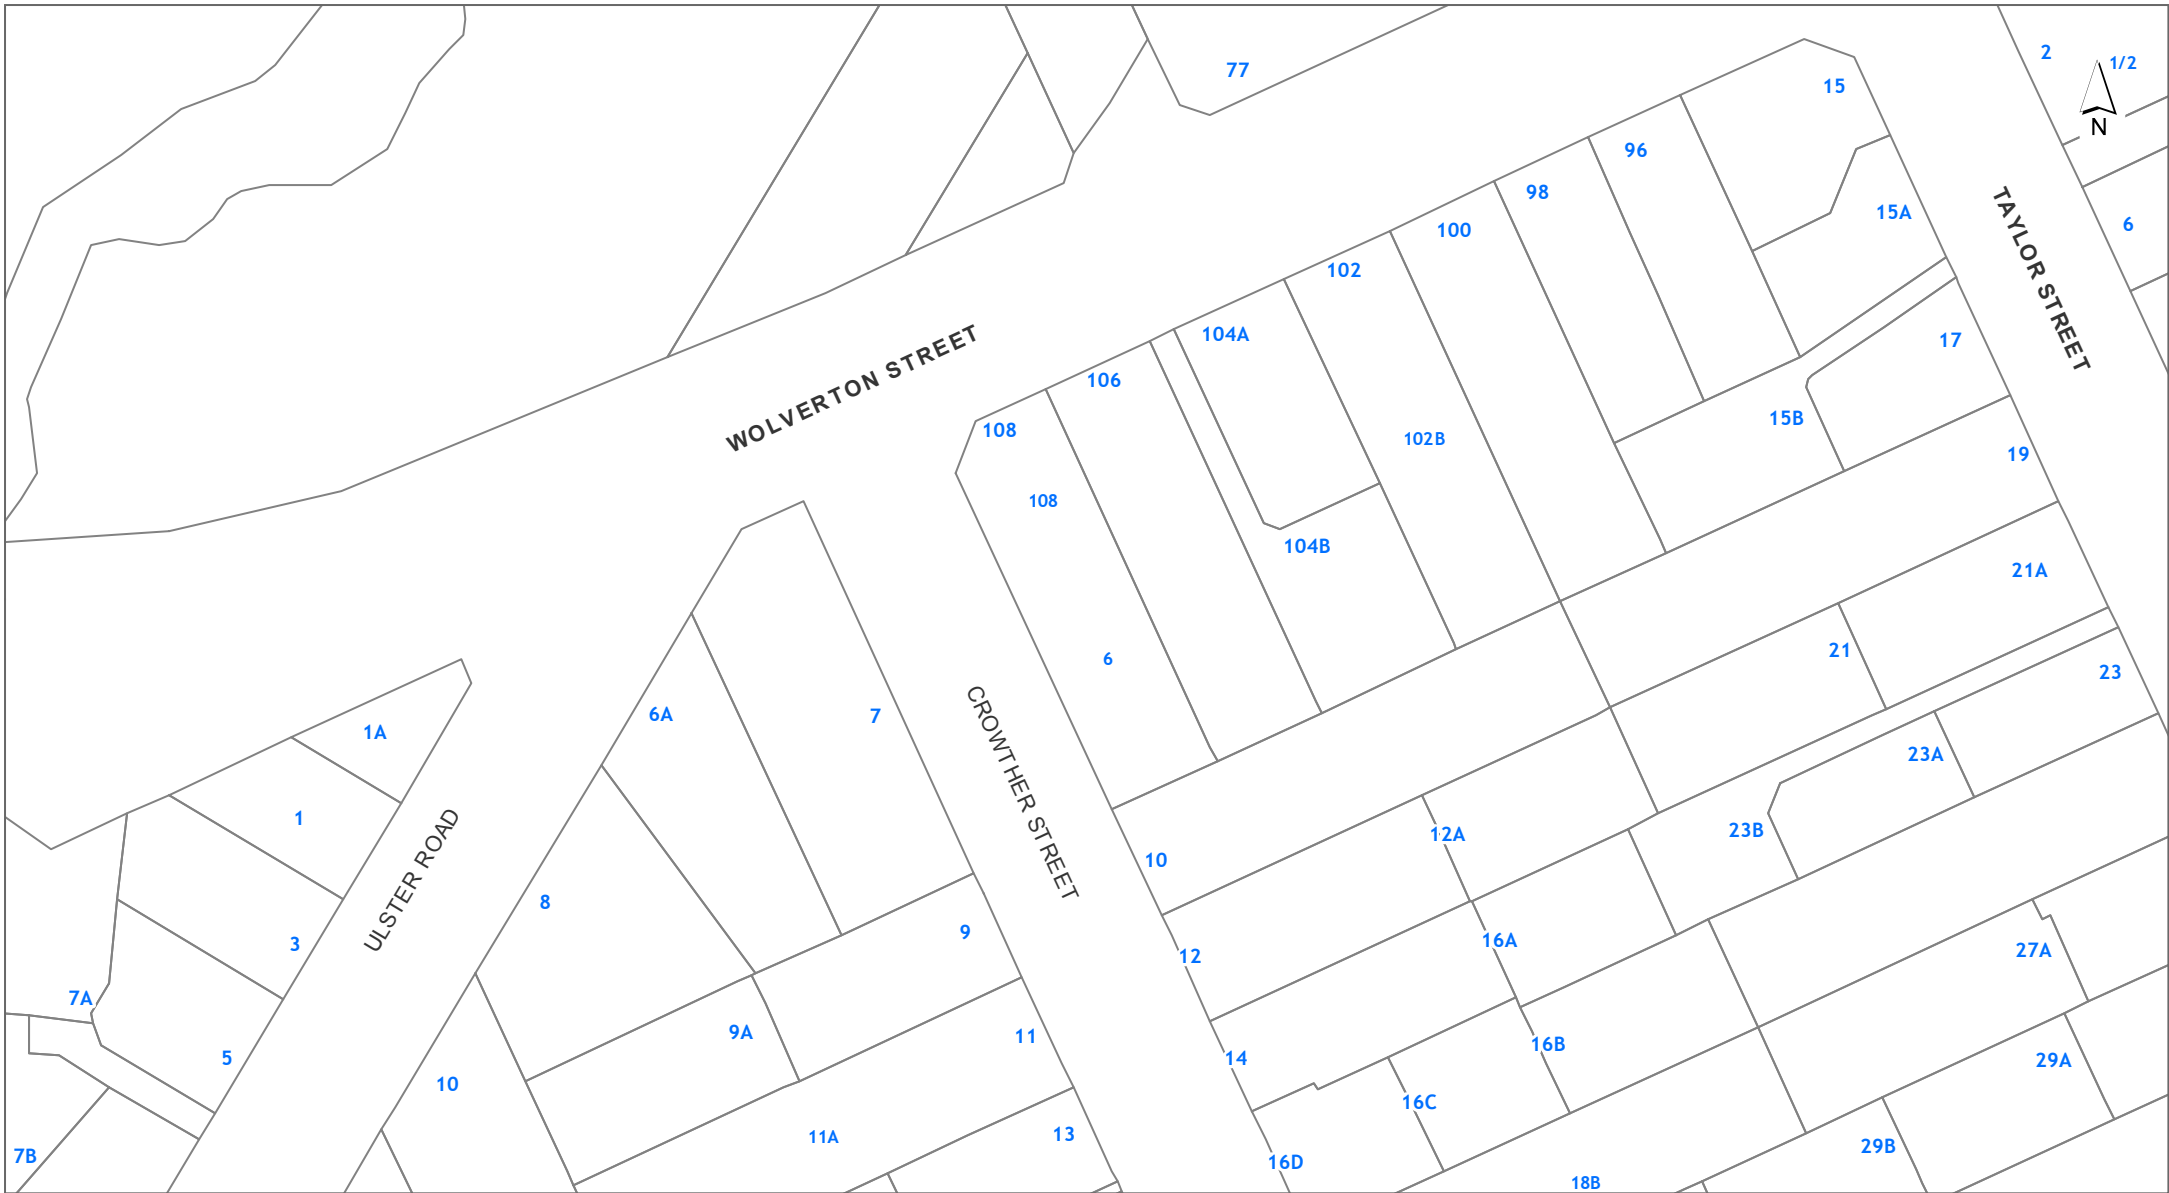 77
2
1/2
N
15
96
98
15A
100
6
102
TAYLOR STREET
104A
17
WOLVERTON STREET
106
15B
108
102B
19
108
104B
21A
21
6
23
6A
7
1A
CROWTHER STREET
23A
1
23B
12A
10
ULSTER ROAD
8
9
16A
3
27A
12
7A
9A
11
16B
14
5
29A
10
16C
11A
13
29B
7B
16D
18B